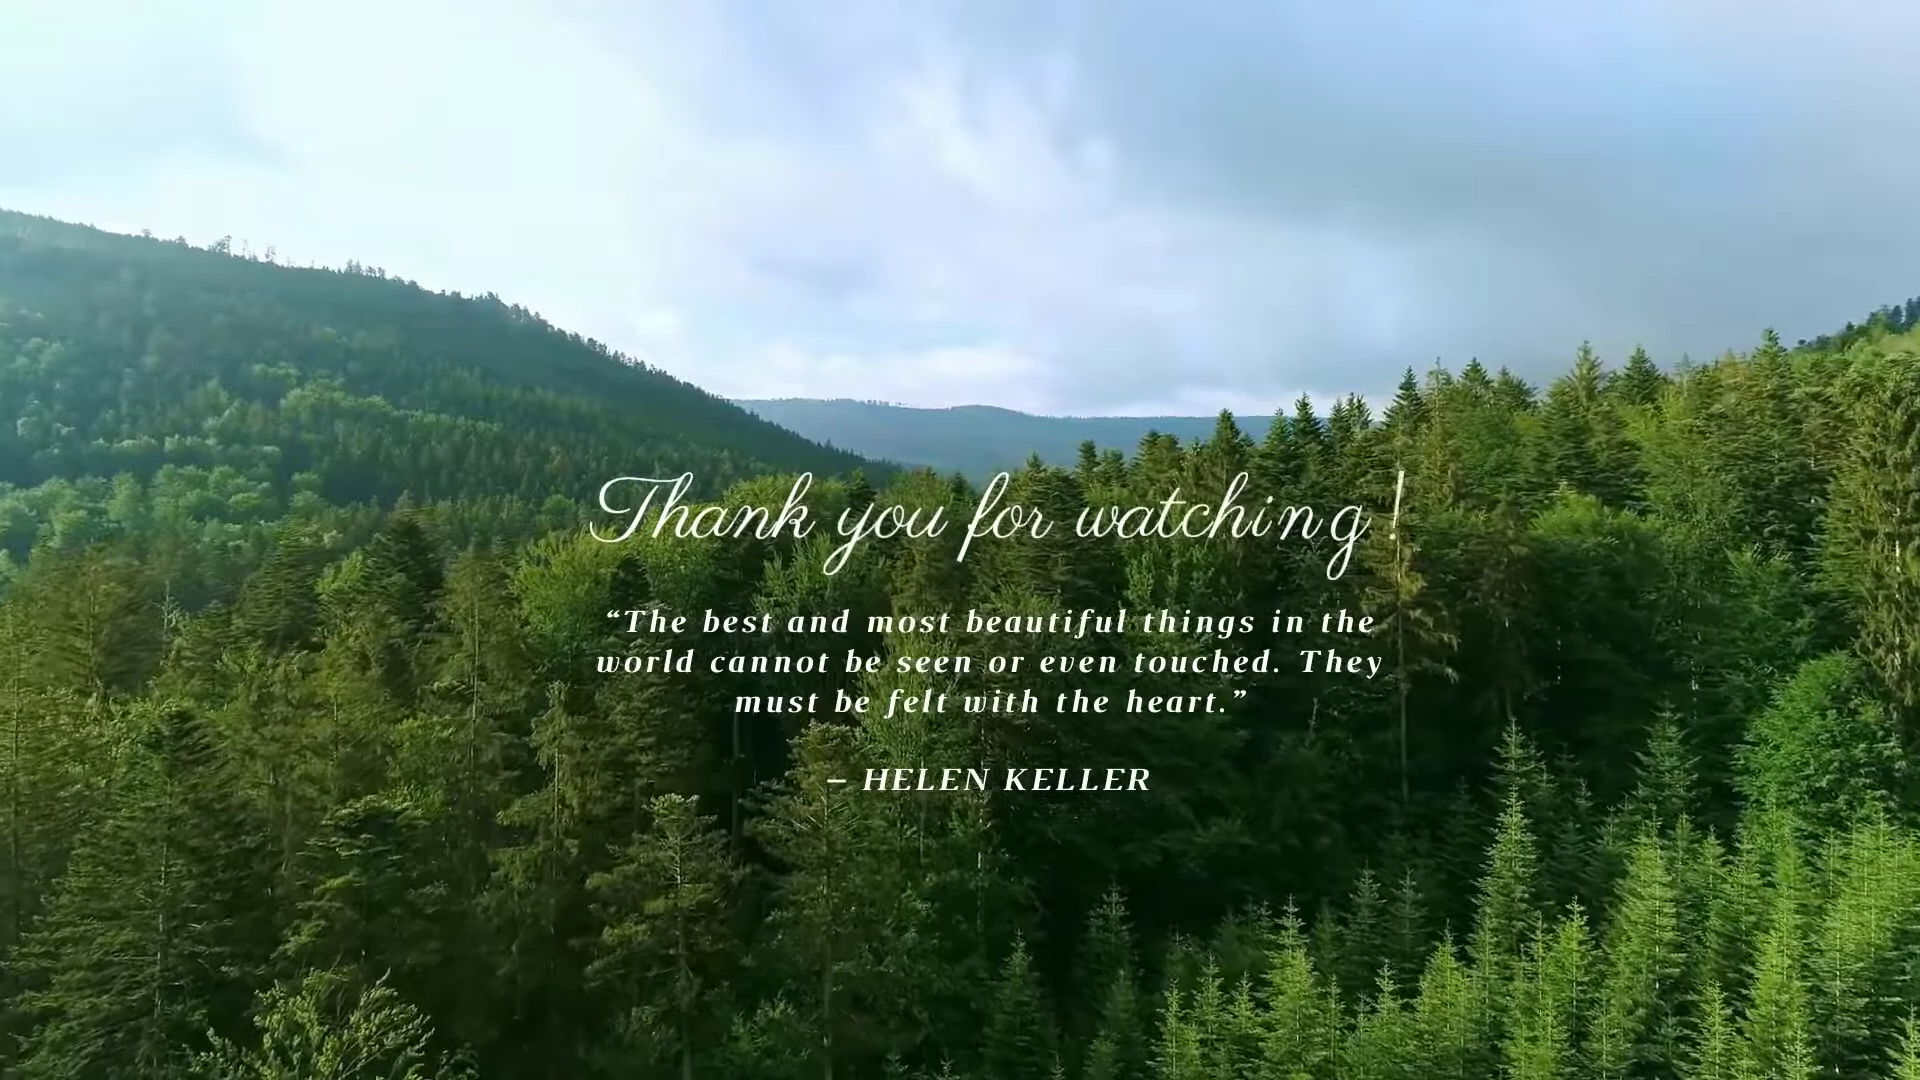 Thank you for watching !
“The best and most beautiful things in the
world cannot be seen or even touched. They
must be felt with the heart.”
– HELEN KELLER